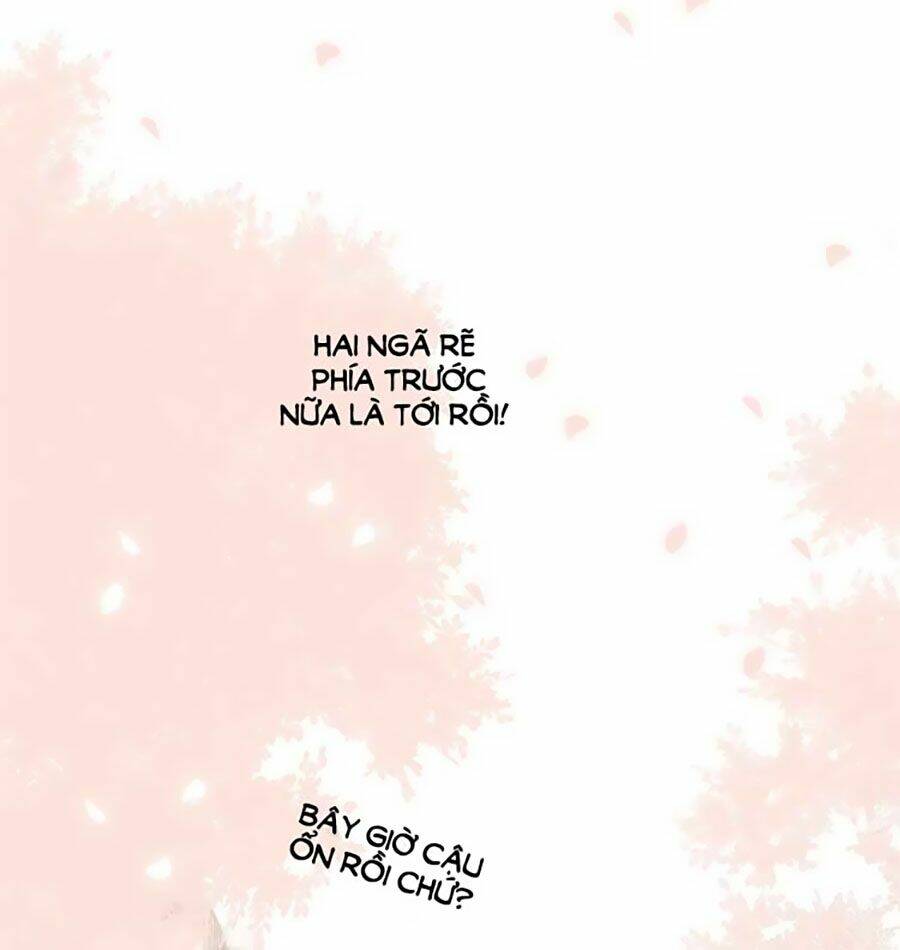 HAI NGÃ RẼ
PHÍA TRƯỚC
NỮA LÀ TỚI RỒI!
BÂY GIỜ CẬU
ỔN RỒI CHỨ?